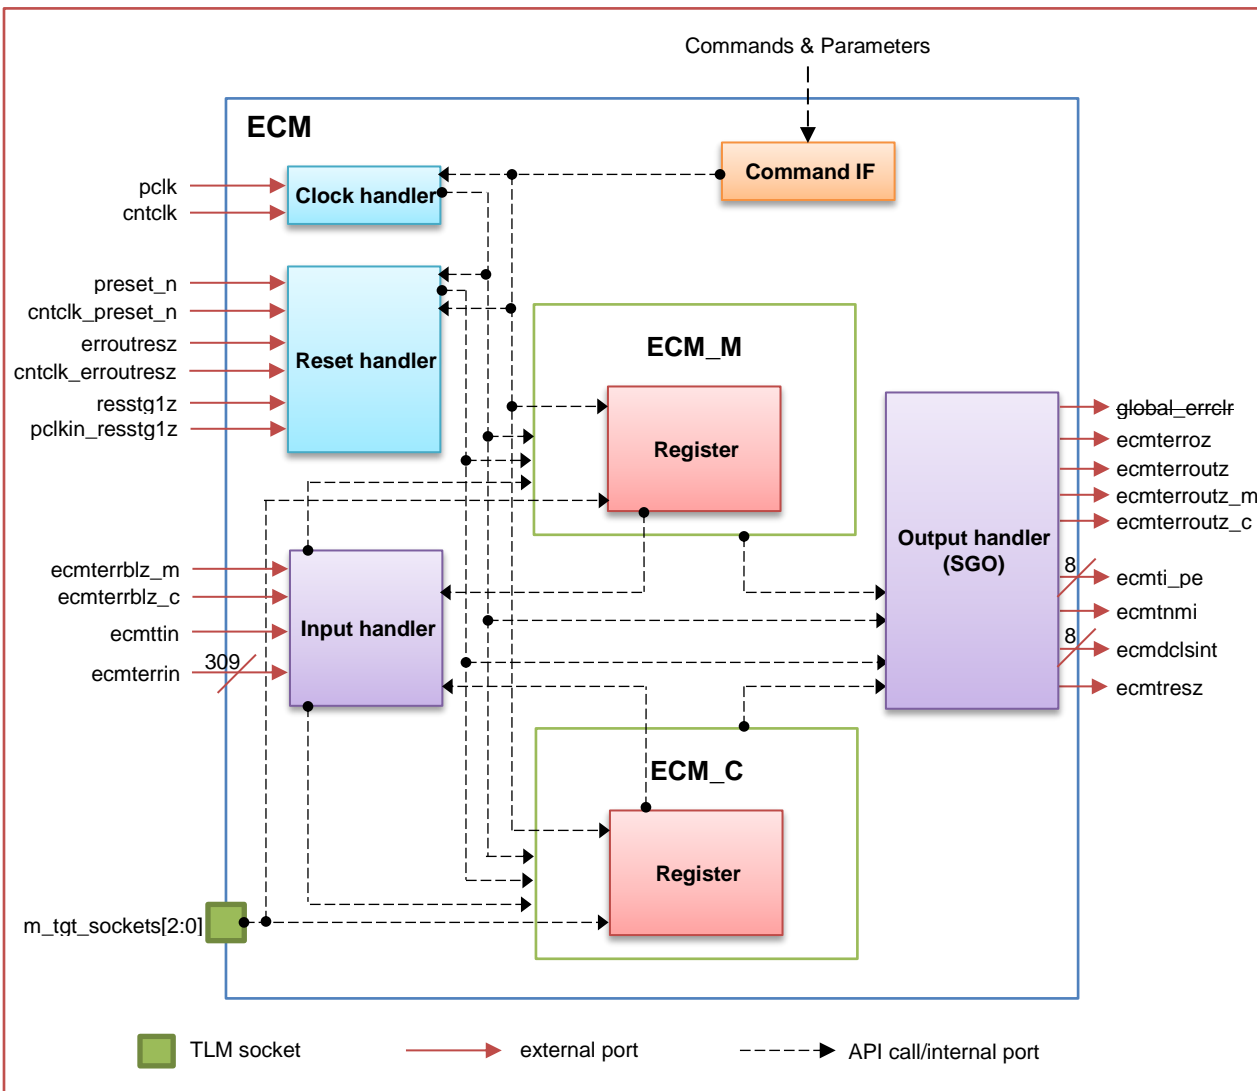 Commands & Parameters
ECM
Command IF
pclk
cntclk
Clock handler
preset_n
cntclk_preset_n
erroutresz
cntclk_erroutresz
resstg1z
pclkin_resstg1z
Reset handler
ECM_M
Register
global_errclr
ecmterroz
ecmterroutz
ecmterroutz_m
ecmterroutz_c
8
ecmti_pe
ecmtnmi
8
ecmdclsint
ecmtresz
Output handler
(SGO)
ecmterrblz_m
ecmterrblz_c
ecmttin
309
ecmterrin
Input handler
ECM_C
Register
m_tgt_sockets[2:0]
TLM socket
external port
API call/internal port